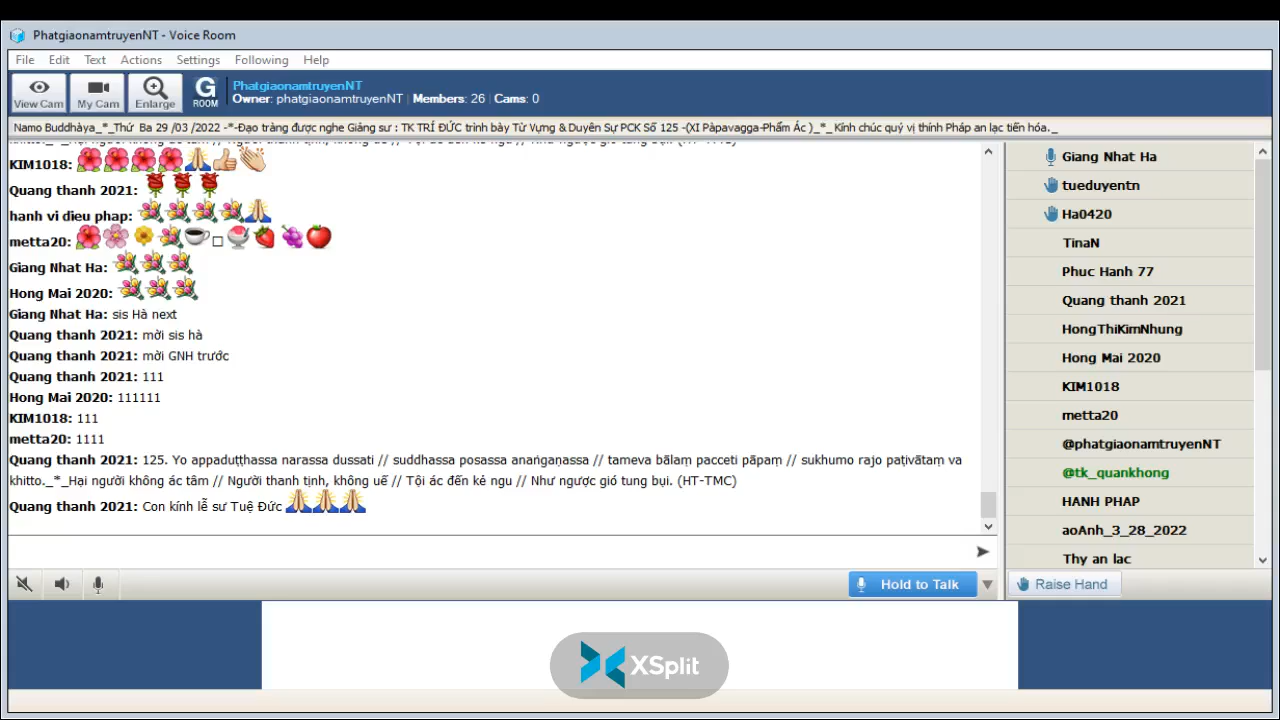 PhatgiaonamtruyenNT - Voice Room
File Edit Text Actions Settings Following Help
View Cam My Cam Enlarge G ROOM
PhatgiaonamtruyenNT
Owner: phatgiaonamtruyenNT | Members: 26 | Cams: 0
Namo Buddhàya_*_Thứ Ba 29 /03 /2022 -*-Đạo tràng được nghe Giảng sư : TK TRÍ ĐỨC trình bày Từ Vựng & Duyên Sự PCK Số 125 -(XI Pàpavagga-Phẩm Ác )_*_ Kính chúc quý vị thính Pháp an lạc tiến hóa._
KIM1018:
Quang thanh 2021:
hanh vi dieu phap:
metta20:
Giang Nhat Ha:
Hong Mai 2020:
Giang Nhat Ha: sis Hà next
Quang thanh 2021: mời sis hà
Quang thanh 2021: mời GNH trước
Quang thanh 2021: 111
Hong Mai 2020: 111111
KIM1018: 111
metta20: 1111
Quang thanh 2021: 125. Yo appaduṭṭhassa narassa dussati // suddhassa posassa anaṅgaṇassa // tameva bālaṃ pacceti pāpaṃ // sukhumo rajo paṭivātaṃ va
khitto._*_Hại người không ác tâm // Người thanh tịnh, không uế // Tội ác đến kẻ ngu // Như ngược gió tung bụi. (HT-TMC)
Quang thanh 2021: Con kính lễ sư Tuệ Đức
Hold to Talk
Giang Nhat Ha
tueduyentn
Ha0420
TinaN
Phuc Hanh 77
Quang thanh 2021
HongThiKimNhung
Hong Mai 2020
KIM1018
metta20
@phatgiaonamtruyenNT
@tk_quankhong
HANH PHAP
aoAnh_3_28_2022
Thy an lac
Raise Hand
XSplit